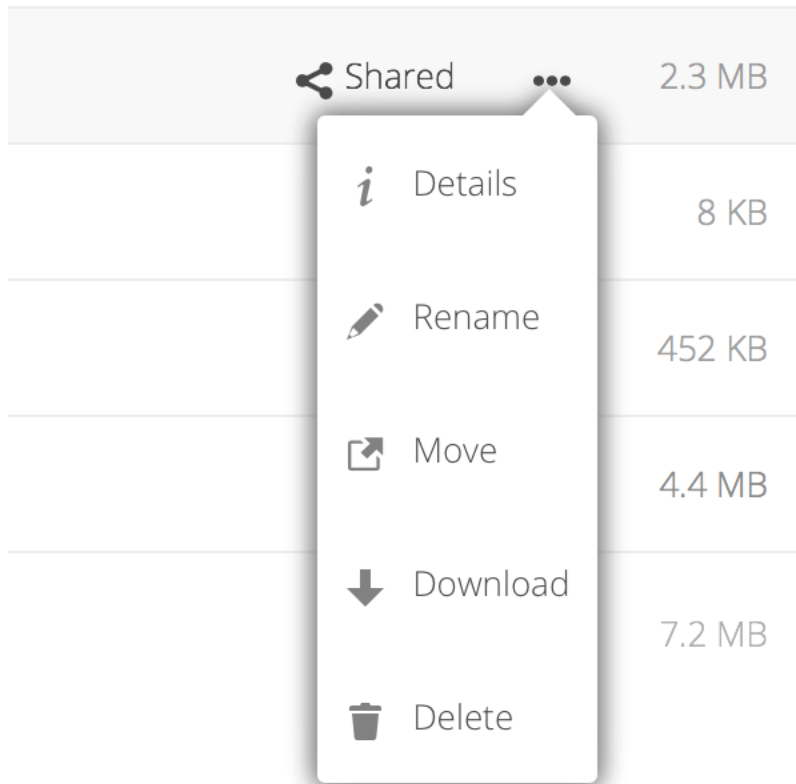 Shared ••• 2.3 MB
Details
8 KB
Rename
452 KB
Move
4.4 MB
Download
7.2 MB
Delete